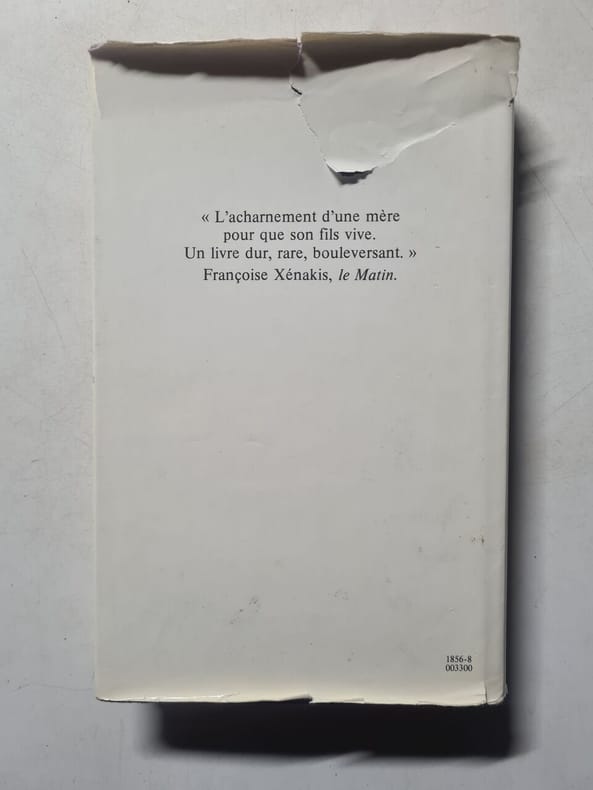 « L'acharnement d'une mère
pour que son fils vive.
Un livre dur, rare, bouleversant. »
Françoise Xénakis, le Matin.
1856-8
003300